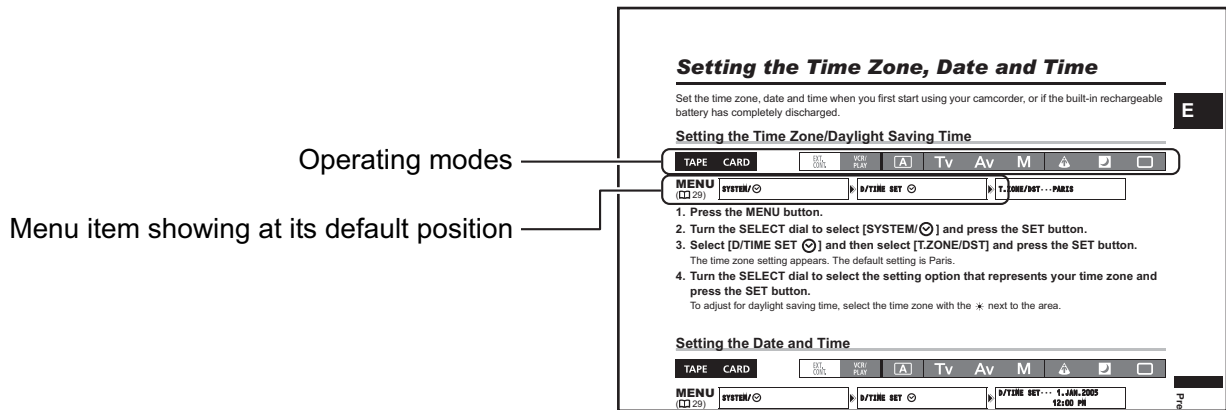 Setting the Time Zone, Date and Time
Set the time zone, date and time when you first start using your camcorder, or if the built-in rechargeable
battery has completely discharged.
E
Setting the Time Zone/Daylight Saving Time
Operating modes
TAPE CARD EXT. CONT. VCR/ PLAY A Tv Av M
Menu item showing at its default position
MENU SYSTEM/ D/TIME SET T.ZONE/DST···PARIS
( 29)
1. Press the MENU button.
2. Turn the SELECT dial to select [SYSTEM/ ] and press the SET button.
3. Select [D/TIME SET ] and then select [T.ZONE/DST] and press the SET button.
The time zone setting appears. The default setting is Paris.
4. Turn the SELECT dial to select the setting option that represents your time zone and
press the SET button.
To adjust for daylight saving time, select the time zone with the ☀ next to the area.
Setting the Date and Time
TAPE CARD EXT. CONT. VCR/ PLAY A Tv Av M
MENU SYSTEM/ D/TIME SET D/TIME SET··· 1.JAN.2005
( 29) 12:00 PM
Pre